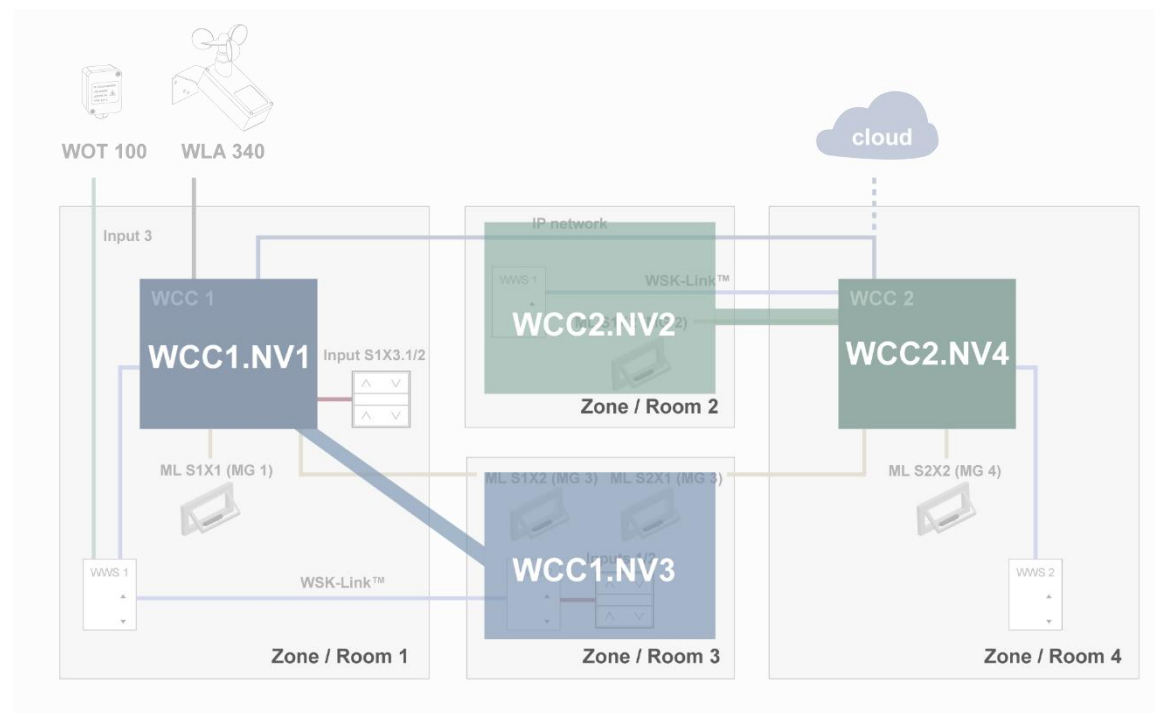 WOT 100
WLA 340
cloud
Input 3
IP network
WCC 1
WWS 1
WSK-Link™
WCC 2
WCC1.NV1
Input S1X3.1/2
WCC2.NV2
WCC2.NV4
Zone / Room 2
ML S1X1 (MG 1)
ML S1X2 (MG 3)
ML S2X1 (MG 3)
ML S2X2 (MG 4)
WWS 1
WSK-Link™
WCC1.NV3
Inputs 1/2
WWS 2
Zone / Room 1
Zone / Room 3
Zone / Room 4